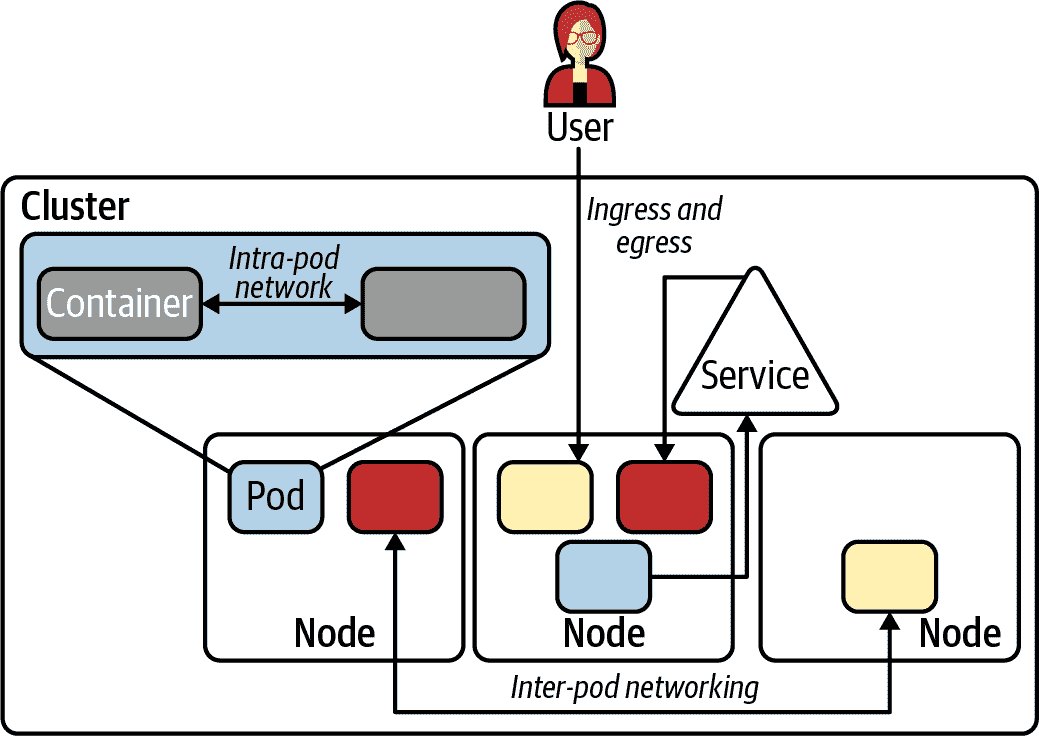 User
Cluster
Ingress and
egress
Intra-pod
network
Container
Service
Pod
Node
Node
Node
Inter-pod networking